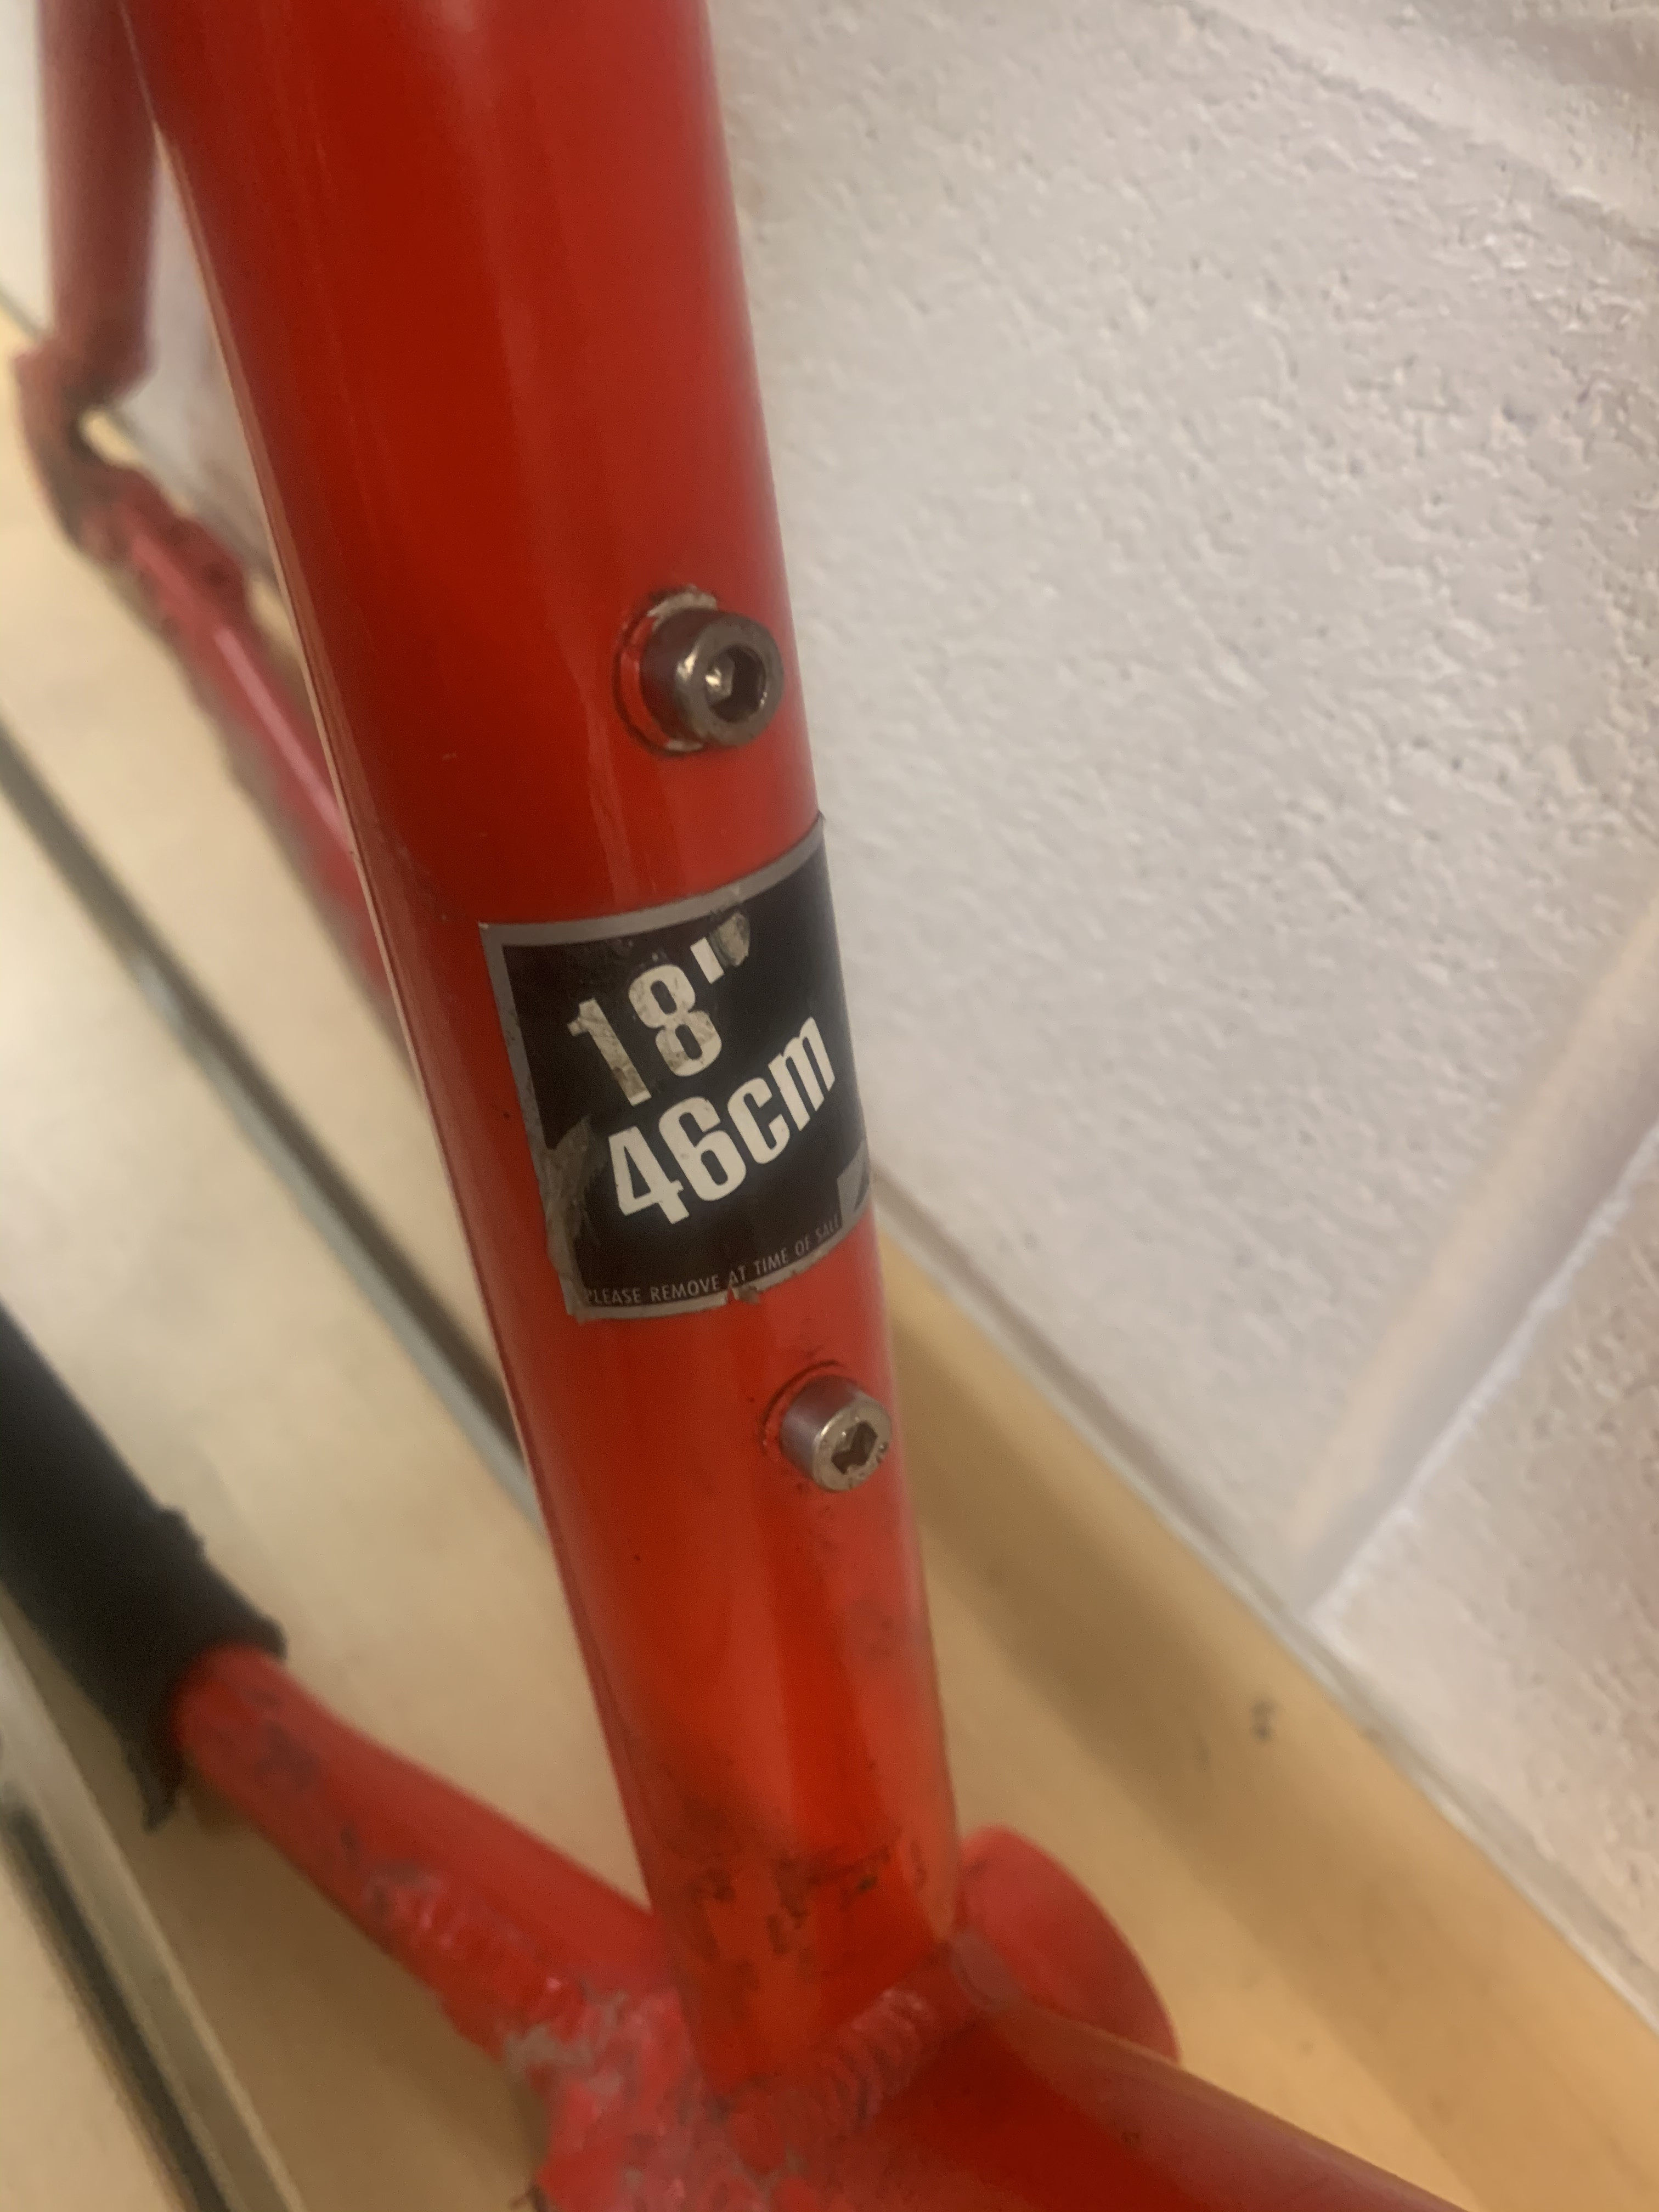 18"
46cm
PLEASE REMOVE AT TIME OF SALE